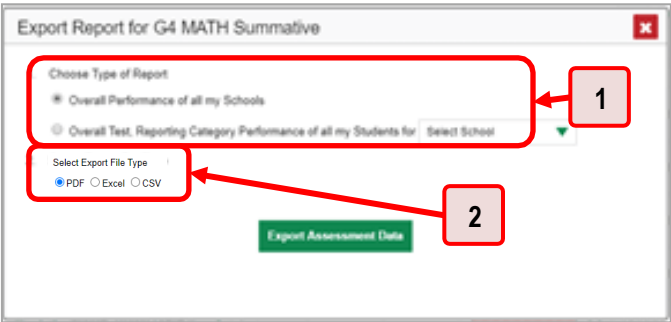 Export Report for G4 MATH Summative
x
Choose Type of Report
Overall Performance of all my Schools
1
Overall Test, Reporting Category Performance of all my Students for Select School
Select Export File Type
PDF Excel CSV
2
Export Assessment Data